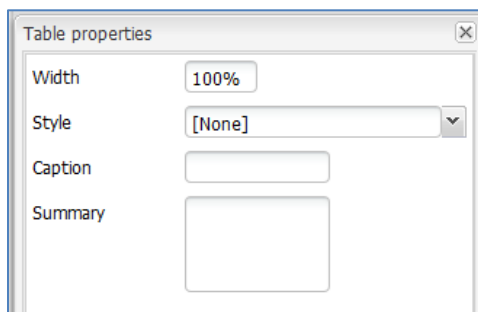 Table properties
Width 100%
Style [None]
Caption
Summary